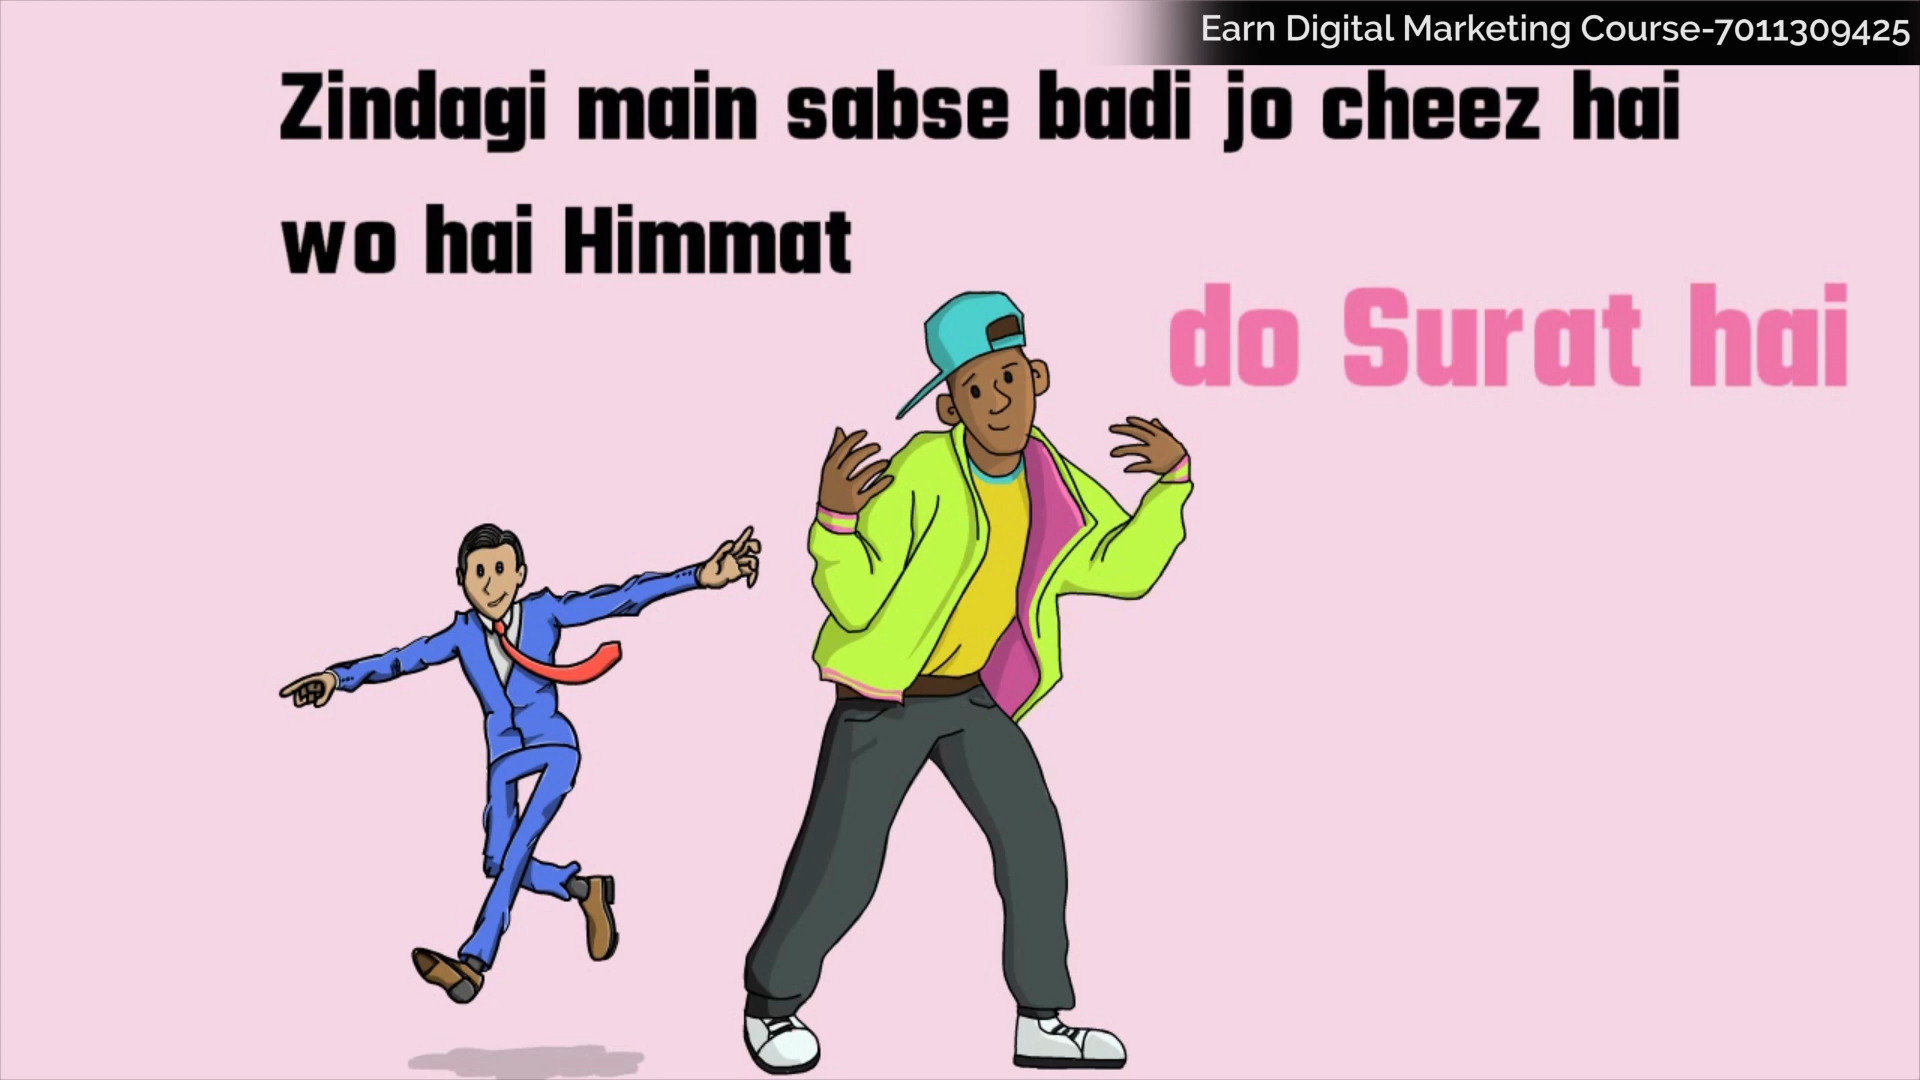 Earn Digital Marketing Course-7011309425
Zindagi main sabse badi jo cheez hai
wo hai Himmat
do Surat hai